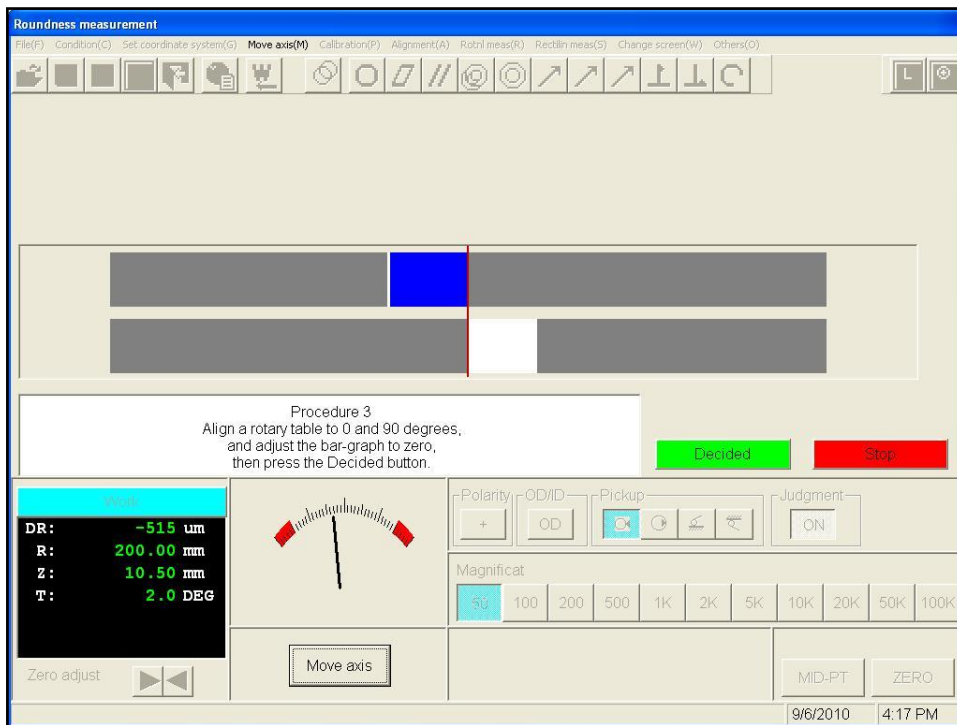 Roundness measurement
File(F) Condition(C) Set coordinate system(G) Move axis(M) Calibration(P) Alignment(A) Rotnl meas(R) Rectilin meas(S) Change screen(W) Others(O)
L
Procedure 3
Align a rotary table to 0 and 90 degrees,
and adjust the bar-graph to zero,
then press the Decided button.
Decided Stop
Work
DR: -515 um
R: 200.00 mm
Z: 10.50 mm
T: 2.0 DEG
Zero adjust
Move axis
Polarity OD/ID Pickup Judgment
+ OD ON
Magnificat
50 100 200 500 1K 2K 5K 10K 20K 50K 100K
MID-PT ZERO
9/6/2010 4:17 PM